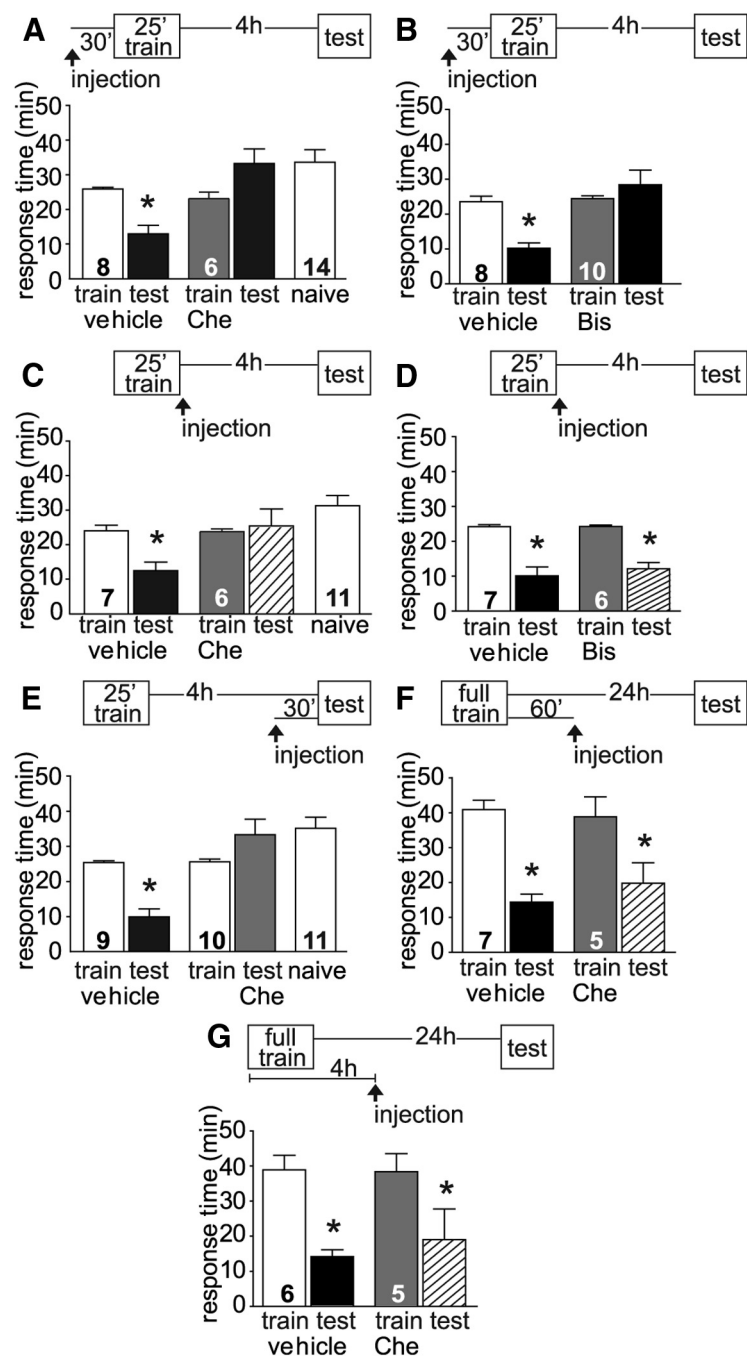 A
30’
25’
train
4h
test
injection
response time (min)
50
40
30
20
10
0
*
8
6
14
train test
train test
naive
vehicle
Che
B
30’
25’
train
4h
test
injection
response time (min)
50
40
30
20
10
0
*
8
10
train test
train test
vehicle
Bis
C
25’
train
4h
test
injection
response time (min)
50
40
30
20
10
0
*
7
6
11
train test
train test
naive
vehicle
Che
D
25’
train
4h
test
injection
response time (min)
50
40
30
20
10
0
*
*
7
6
train test
train test
vehicle
Bis
E
25’
train
4h
30’
test
injection
response time (min)
50
40
30
20
10
0
*
9
10
11
train test
train test
naive
vehicle
Che
F
full
train
24h
60’
test
injection
response time (min)
50
40
30
20
10
0
*
*
7
5
train test
train test
vehicle
Che
G
full
train
24h
4h
test
injection
response time (min)
50
40
30
20
10
0
*
*
6
5
train test
train test
vehicle
Che